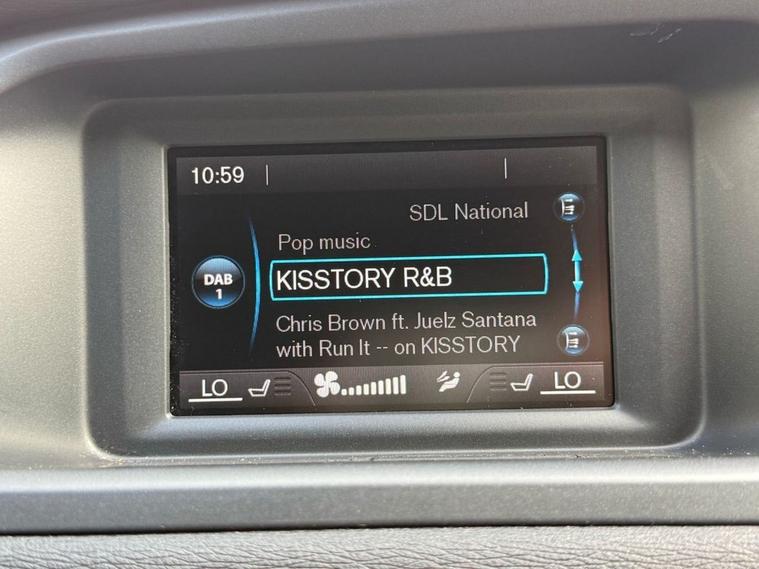 10:59
SDL National
Pop music
DAB
1
KISSTORY R&B
Chris Brown ft. Juelz Santana
with Run It -- on KISSTORY
LO LO